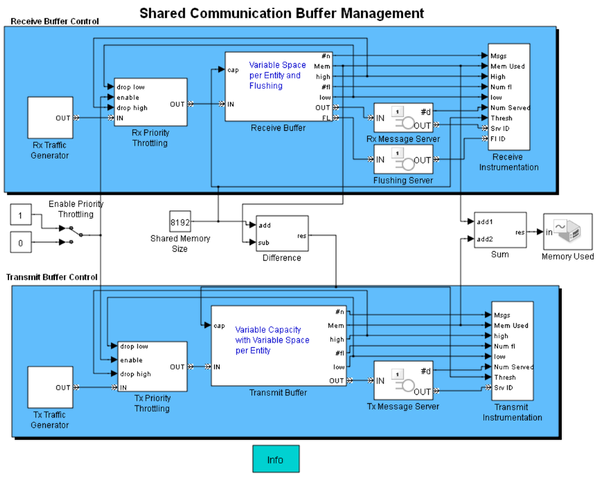 Shared Communication Buffer Management
Receive Buffer Control
OUT
Rx Traffic
Generator
drop low
enable
drop high
IN
OUT
Rx Priority
Throttling
cap
IN
Variable Space
per Entity and
Flushing
#n
Mem
high
#fl
low
OUT
FL
Receive Buffer
IN
1
#d
OUT
Rx Message Server
IN
OUT
Flushing Server
Msgs
Mem Used
High
Num fl
low
Num Served
Thresh
Srv ID
Fl ID
Receive
Instrumentation
Enable Priority
Throttling
1
0
8192
Shared Memory
Size
add
sub
res
Difference
add1
add2
res
Sum
in
Memory Used
Transmit Buffer Control
OUT
Tx Traffic
Generator
drop low
enable
drop high
IN
OUT
Tx Priority
Throttling
cap
IN
Variable Capacity
with Variable Space
per Entity
#n
Mem
high
#fl
low
OUT
Transmit Buffer
IN
1
#d
OUT
Tx Message Server
Msgs
Mem Used
high
Num fl
low
Num Served
Thresh
Srv ID
Transmit
Instrumentation
Info